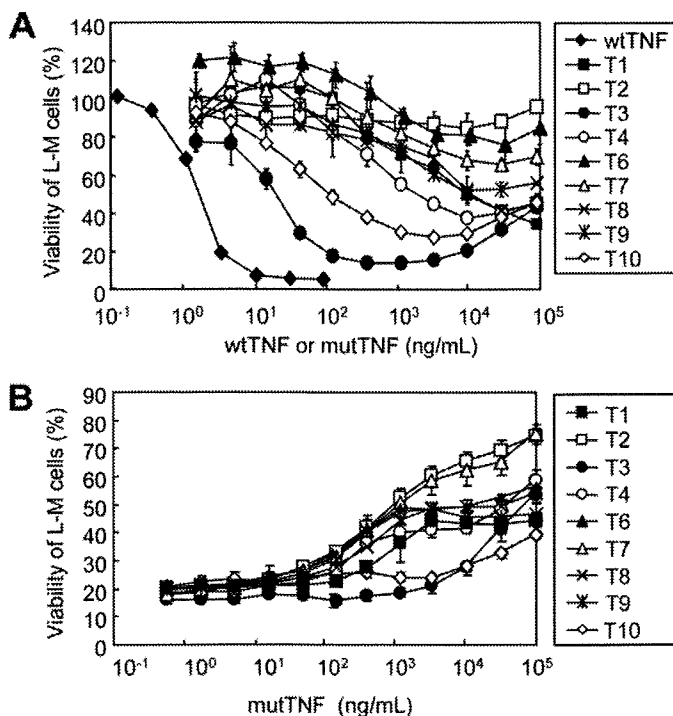 A
Viability of L-M cells (%)
140
120
100
80
60
40
20
0
10-1
100
101
102
103
104
105
wtTNF or mutTNF (ng/mL)
wtTNF
T1
T2
T3
T4
T6
T7
T8
T9
T10
B
Viability of L-M cells (%)
90
80
70
60
50
40
30
20
10
0
10-1
100
101
102
103
104
105
mutTNF (ng/mL)
T1
T2
T3
T4
T6
T7
T8
T9
T10